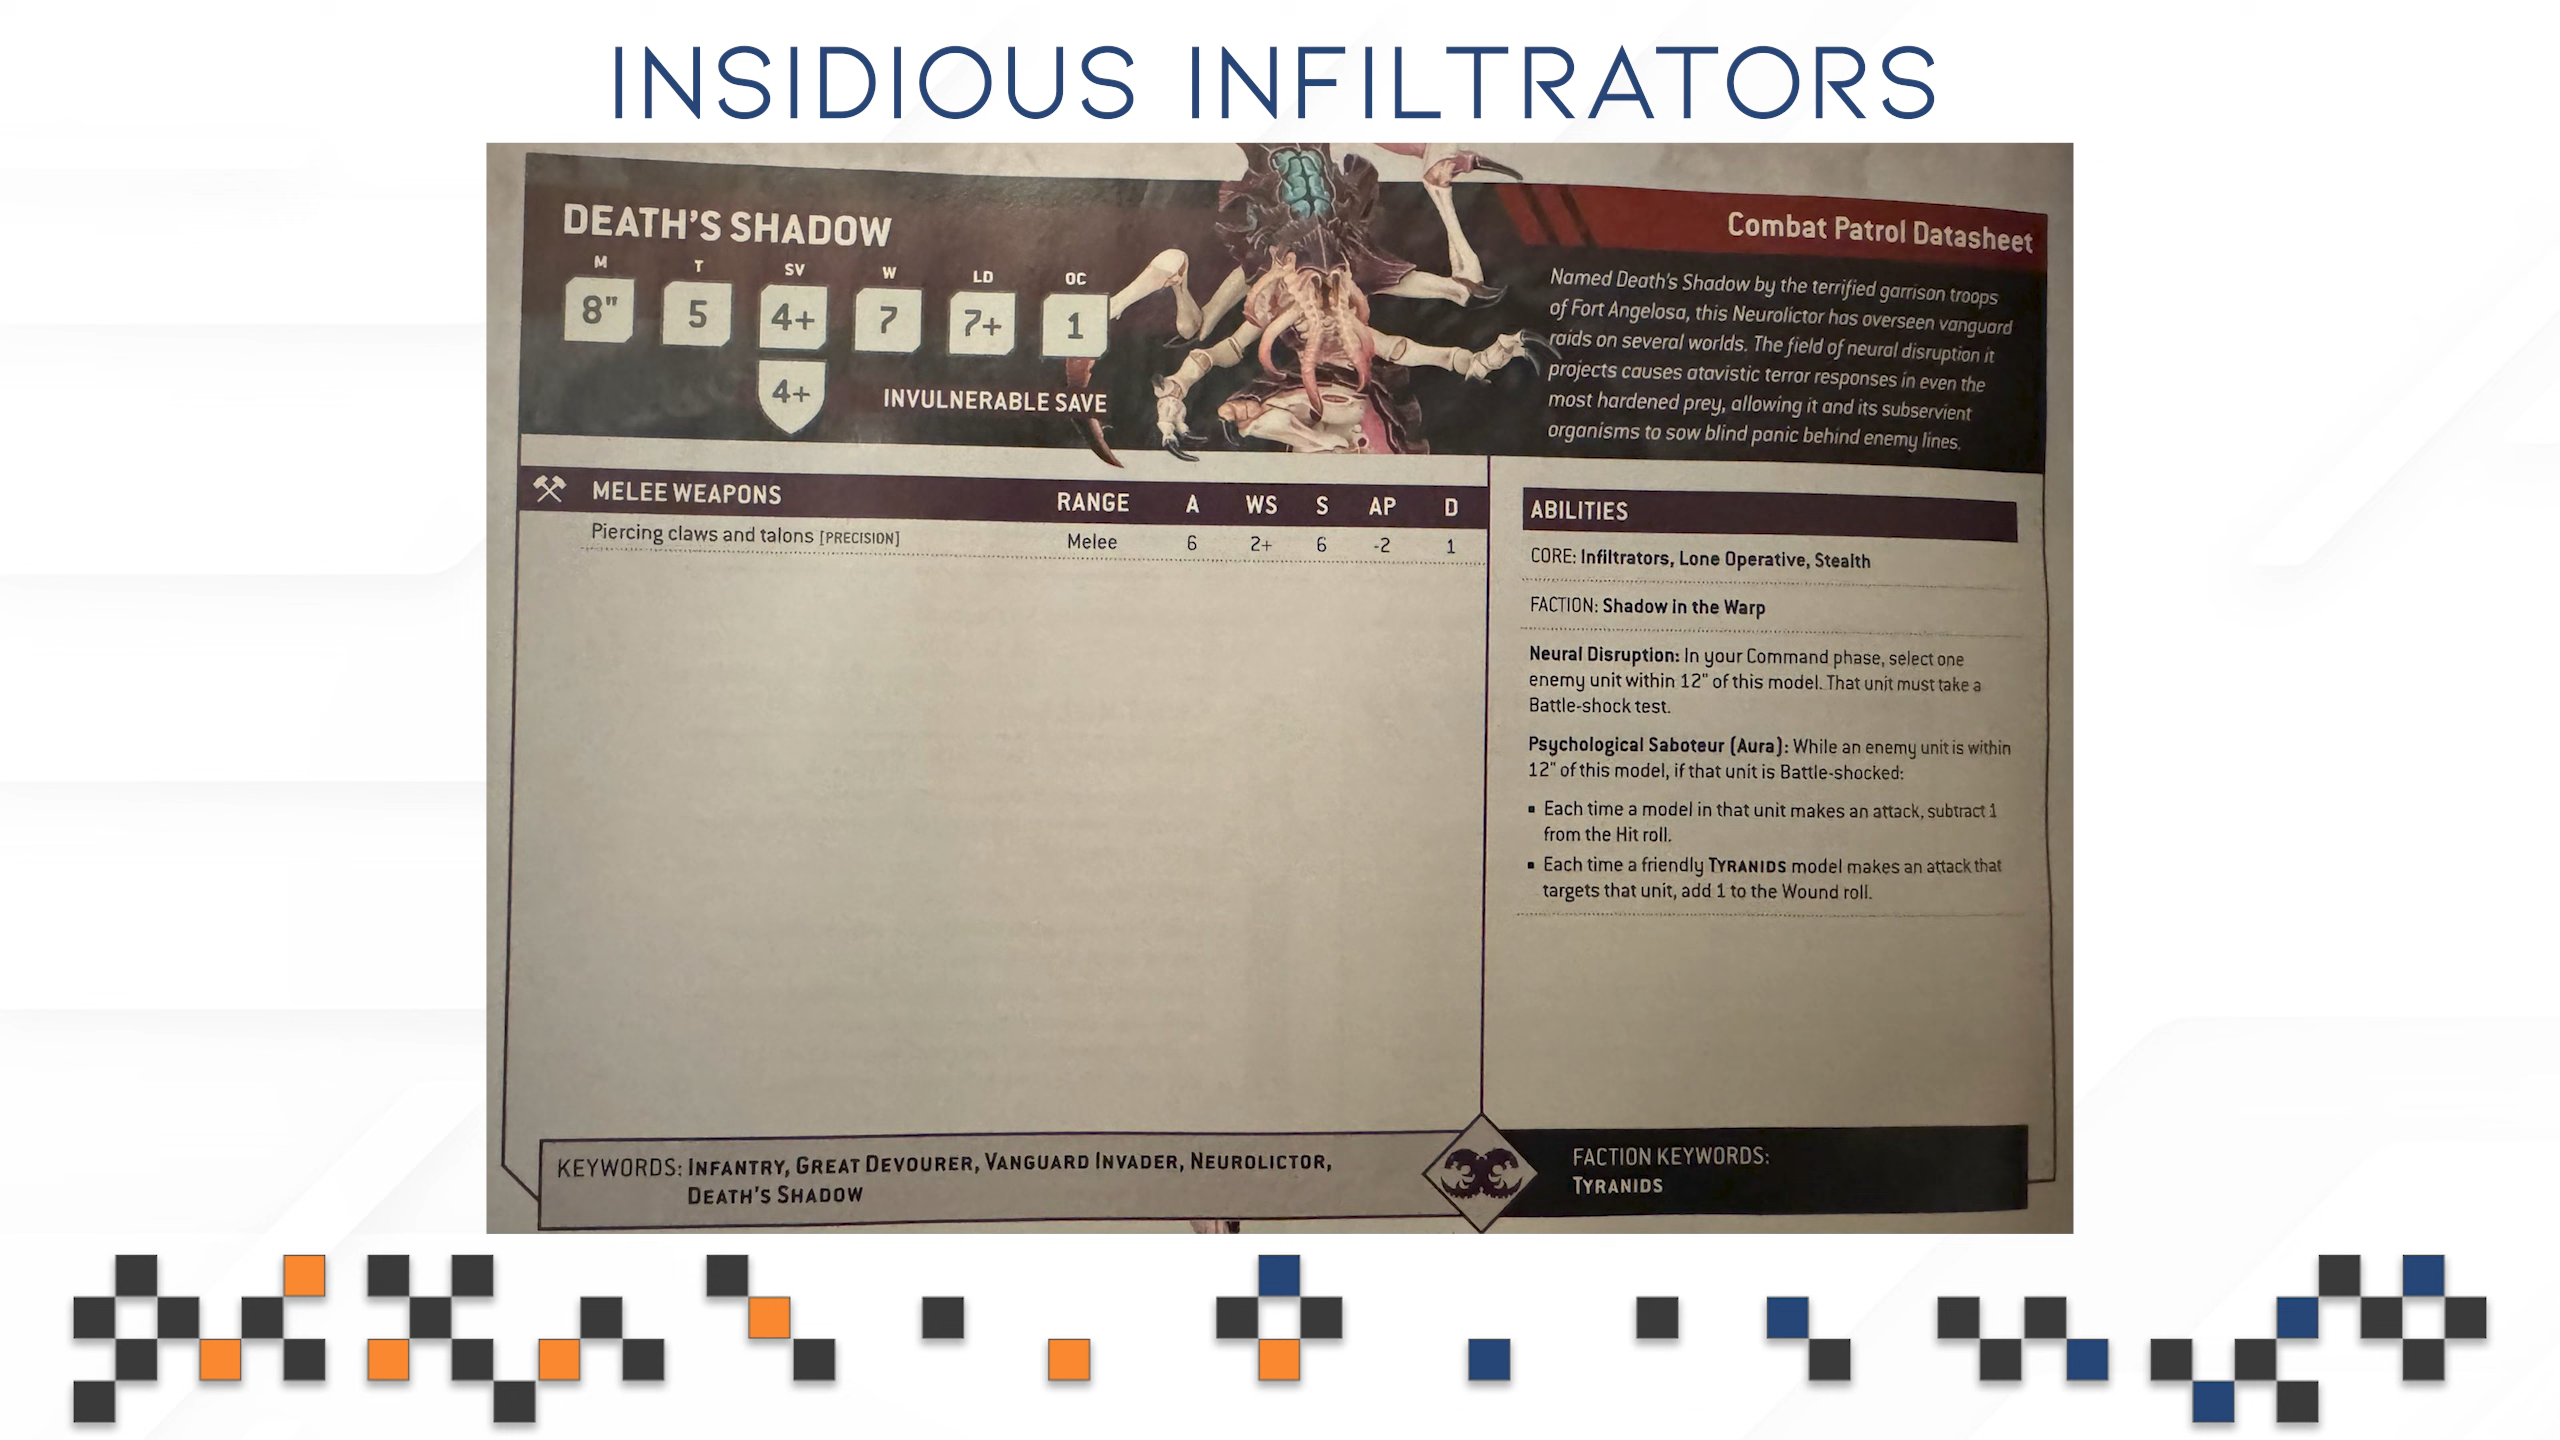 INSIDIOUS INFILTRATORS
DEATH'S SHADOW
M T SV W LD OC
8" 5 4+ 7 7+ 1
4+ INVULNERABLE SAVE
Combat Patrol Datasheet
Named Death's Shadow by the terrified garrison troops
of Fort Angelosa, this Neurolictor has overseen vanguard
raids on several worlds. The field of neural disruption it
projects causes atavistic terror responses in even the
most hardened prey, allowing it and its subservient
organisms to sow blind panic behind enemy lines.
MELEE WEAPONS RANGE A WS S AP D
Piercing claws and talons [PRECISION] Melee 6 2+ 6 -2 1
ABILITIES
CORE: Infiltrators, Lone Operative, Stealth
FACTION: Shadow in the Warp
Neural Disruption: In your Command phase, select one
enemy unit within 12" of this model. That unit must take a
Battle-shock test.
Psychological Saboteur (Aura): While an enemy unit is within
12" of this model, if that unit is Battle-shocked:
▪ Each time a model in that unit makes an attack, subtract 1
from the Hit roll.
▪ Each time a friendly TYRANIDS model makes an attack that
targets that unit, add 1 to the Wound roll.
KEYWORDS: INFANTRY, GREAT DEVOURER, VANGUARD INVADER, NEUROLICTOR,
DEATH'S SHADOW
FACTION KEYWORDS:
TYRANIDS